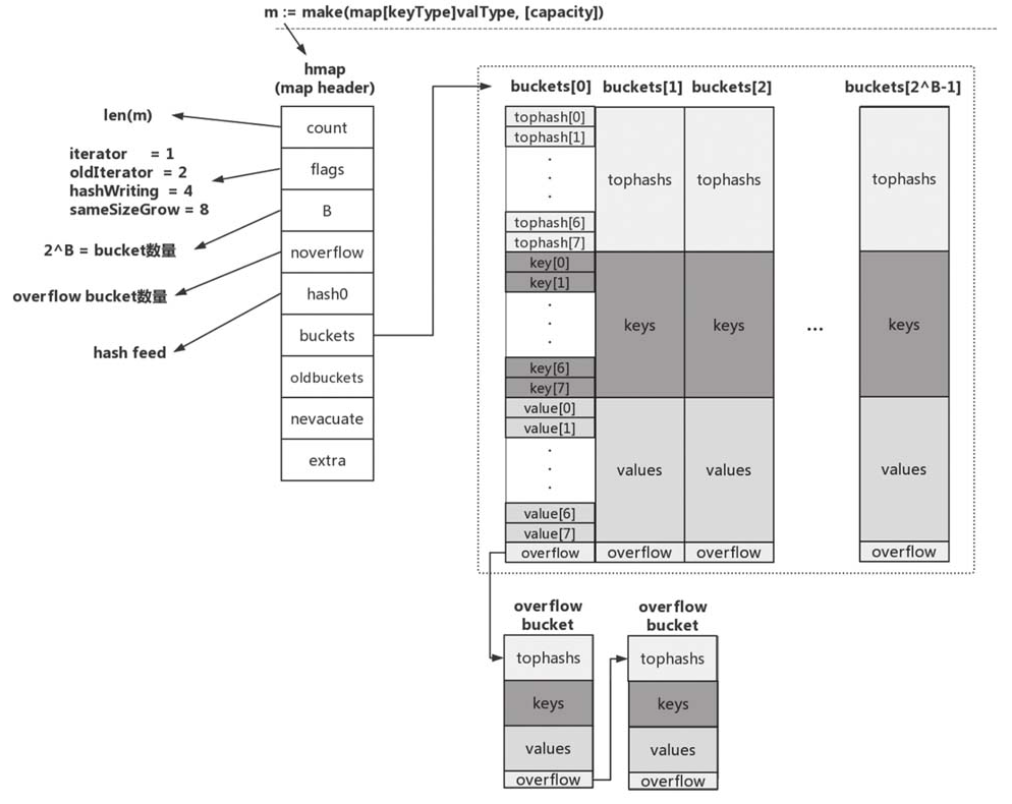 m := make(map[keyType]valType, [capacity])
hmap
(map header)
count
flags
B
noverflow
hash0
buckets
oldbuckets
nevacuate
extra
len(m)
iterator = 1
oldIterator = 2
hashWriting = 4
sameSizeGrow = 8
2^B = bucket数量
overflow bucket数量
hash feed
buckets[0]
buckets[1]
buckets[2]
buckets[2^B-1]
tophash[0]
tophash[1]
.
.
.
tophash[6]
tophash[7]
key[0]
key[1]
.
.
.
key[6]
key[7]
value[0]
value[1]
.
.
.
value[6]
value[7]
overflow
tophashs
keys
values
overflow
tophashs
keys
values
overflow
...
tophashs
keys
values
overflow
overflow
bucket
tophashs
keys
values
overflow
overflow
bucket
tophashs
keys
values
overflow